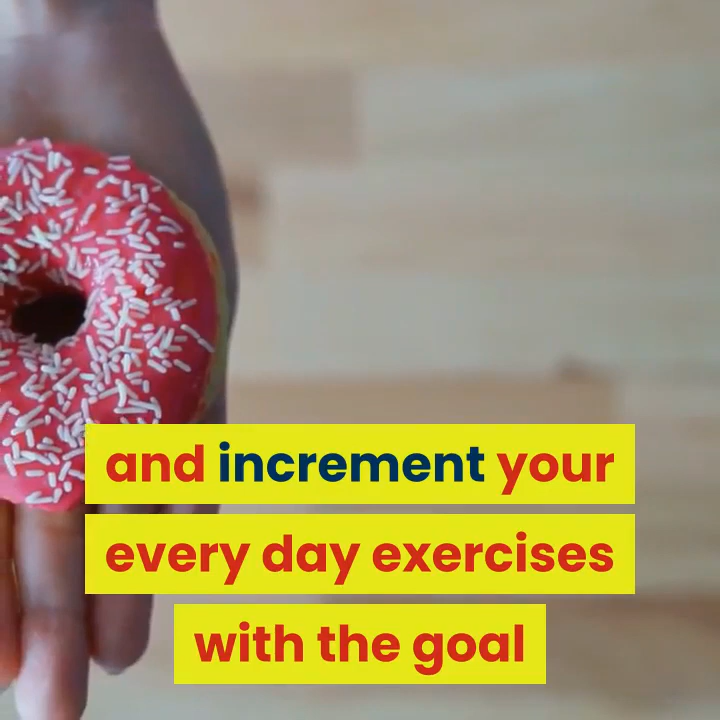 and increment your
every day exercises
with the goal